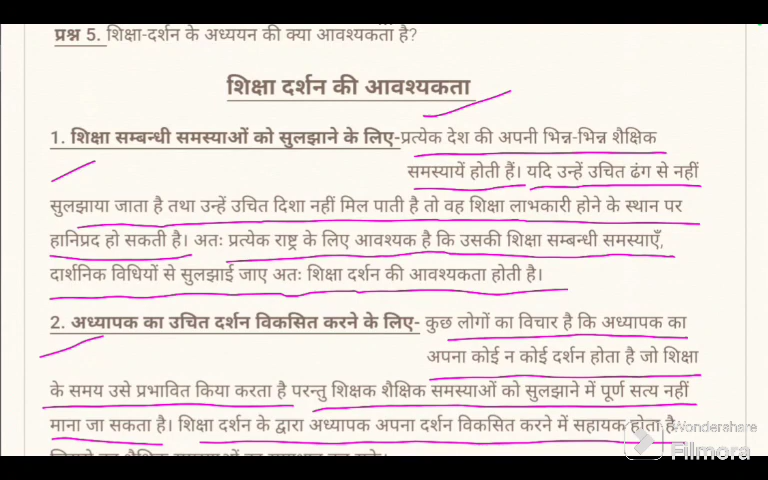 प्रश्न 5. शिक्षा-दर्शन के अध्ययन की क्या आवश्यकता है?
शिक्षा दर्शन की आवश्यकता
1. शिक्षा सम्बन्धी समस्याओं को सुलझाने के लिए-प्रत्येक देश की अपनी भिन्न-भिन्न शैक्षिक
समस्यायें होती हैं। यदि उन्हें उचित ढंग से नहीं
सुलझाया जाता है तथा उन्हें उचित दिशा नहीं मिल पाती है तो वह शिक्षा लाभकारी होने के स्थान पर
हानिप्रद हो सकती है। अतः प्रत्येक राष्ट्र के लिए आवश्यक है कि उसकी शिक्षा सम्बन्धी समस्याएँ,
दार्शनिक विधियों से सुलझाई जाए अतः शिक्षा दर्शन की आवश्यकता होती है।
2. अध्यापक का उचित दर्शन विकसित करने के लिए- कुछ लोगों का विचार है कि अध्यापक का
अपना कोई न कोई दर्शन होता है जो शिक्षा
के समय उसे प्रभावित किया करता है परन्तु शिक्षक शैक्षिक समस्याओं को सुलझाने में पूर्ण सत्य नहीं
माना जा सकता है। शिक्षा दर्शन के द्वारा अध्यापक अपना दर्शन विकसित करने में सहायक होता है
Wondershare
Filmora